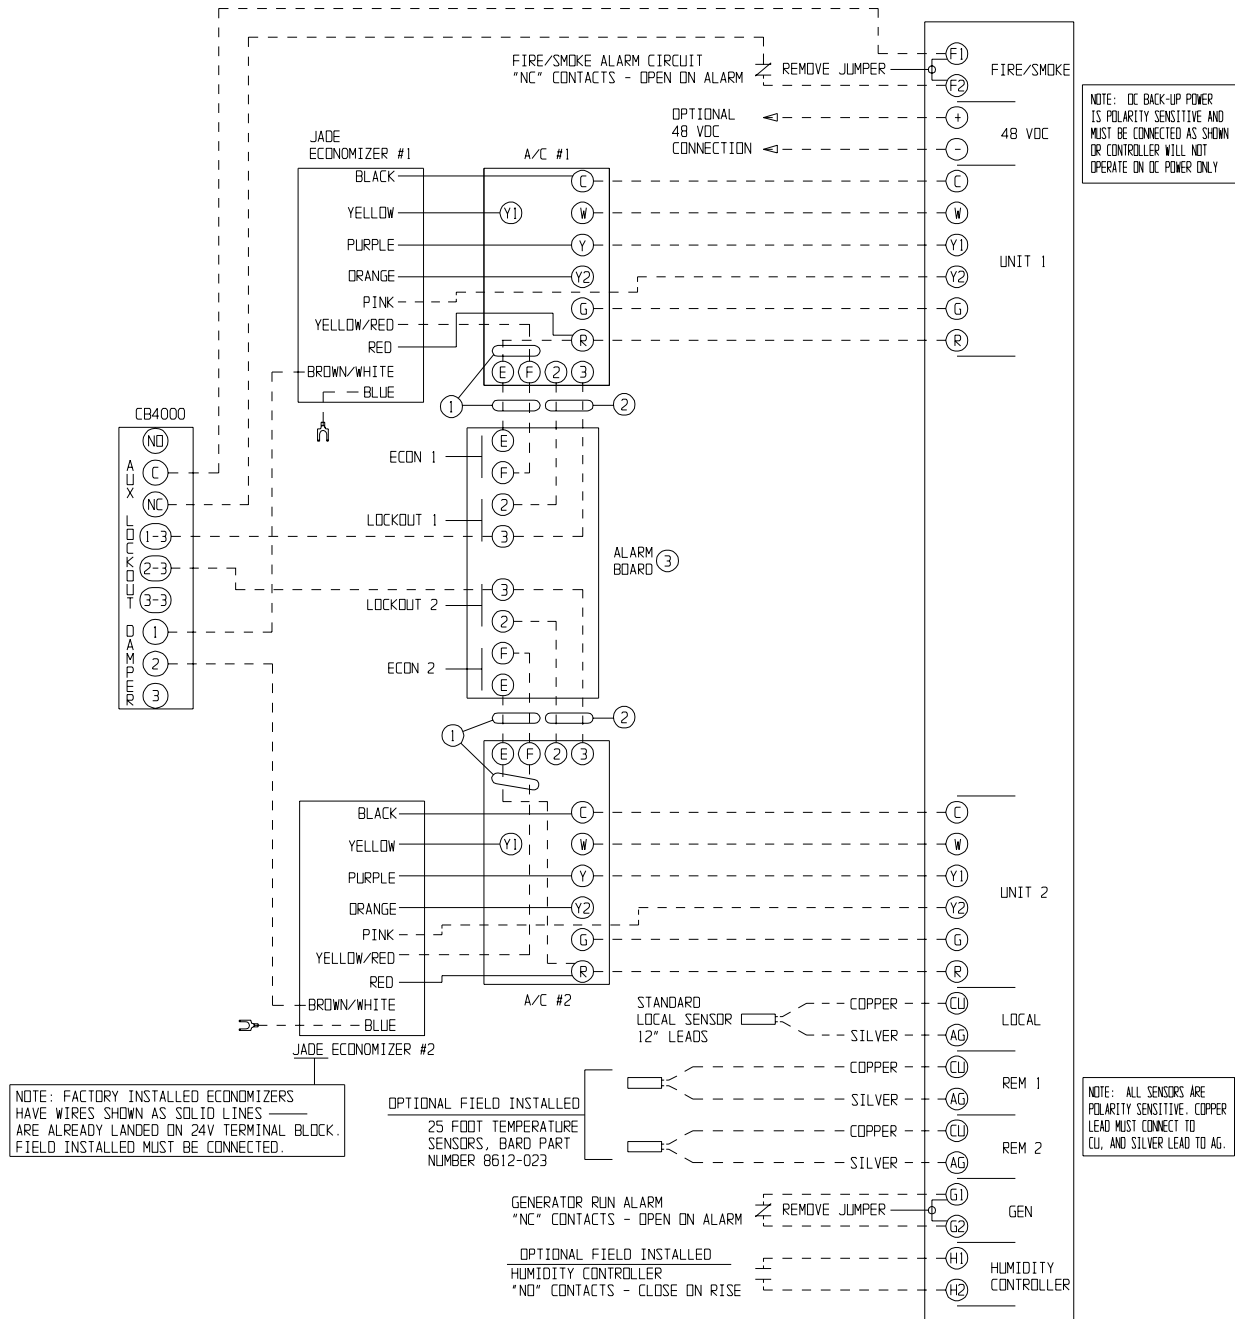 FIRE/SMOKE ALARM CIRCUIT
"NC" CONTACTS - OPEN ON ALARM
REMOVE JUMPER
F1
F2
FIRE/SMOKE
OPTIONAL
48 VDC
CONNECTION
+
-
48 VDC
NOTE: DC BACK-UP POWER
IS POLARITY SENSITIVE AND
MUST BE CONNECTED AS SHOWN
OR CONTROLLER WILL NOT
OPERATE ON DC POWER ONLY
JADE
ECONOMIZER #1
BLACK
YELLOW
PURPLE
ORANGE
PINK
YELLOW/RED
RED
BROWN/WHITE
BLUE
A/C #1
C
Y1
W
Y
Y2
G
R
E
F
2
3
C
W
Y1
Y2
G
R
UNIT 1
1
2
CB4000
NO
C
NC
1-3
2-3
3-3
1
2
3
AUX
LOCKOUT
DAMPER
ECON 1
LOCKOUT 1
LOCKOUT 2
ECON 2
E
F
2
3
3
2
F
E
ALARM
BOARD
3
1
2
E
F
2
3
C
Y1
W
Y
Y2
G
R
A/C #2
BLACK
YELLOW
PURPLE
ORANGE
PINK
YELLOW/RED
RED
BROWN/WHITE
BLUE
JADE ECONOMIZER #2
C
W
Y1
Y2
G
R
UNIT 2
NOTE: FACTORY INSTALLED ECONOMIZERS
HAVE WIRES SHOWN AS SOLID LINES
ARE ALREADY LANDED ON 24V TERMINAL BLOCK.
FIELD INSTALLED MUST BE CONNECTED.
STANDARD
LOCAL SENSOR
12" LEADS
COPPER
SILVER
CU
AG
LOCAL
OPTIONAL FIELD INSTALLED
25 FOOT TEMPERATURE
SENSORS, BARD PART
NUMBER 8612-023
COPPER
SILVER
CU
AG
REM 1
COPPER
SILVER
CU
AG
REM 2
NOTE: ALL SENSORS ARE
POLARITY SENSITIVE. COPPER
LEAD MUST CONNECT TO
CU, AND SILVER LEAD TO AG.
GENERATOR RUN ALARM
"NC" CONTACTS - OPEN ON ALARM
REMOVE JUMPER
G1
G2
GEN
OPTIONAL FIELD INSTALLED
HUMIDITY CONTROLLER
"NO" CONTACTS - CLOSE ON RISE
H1
H2
HUMIDITY
CONTROLLER